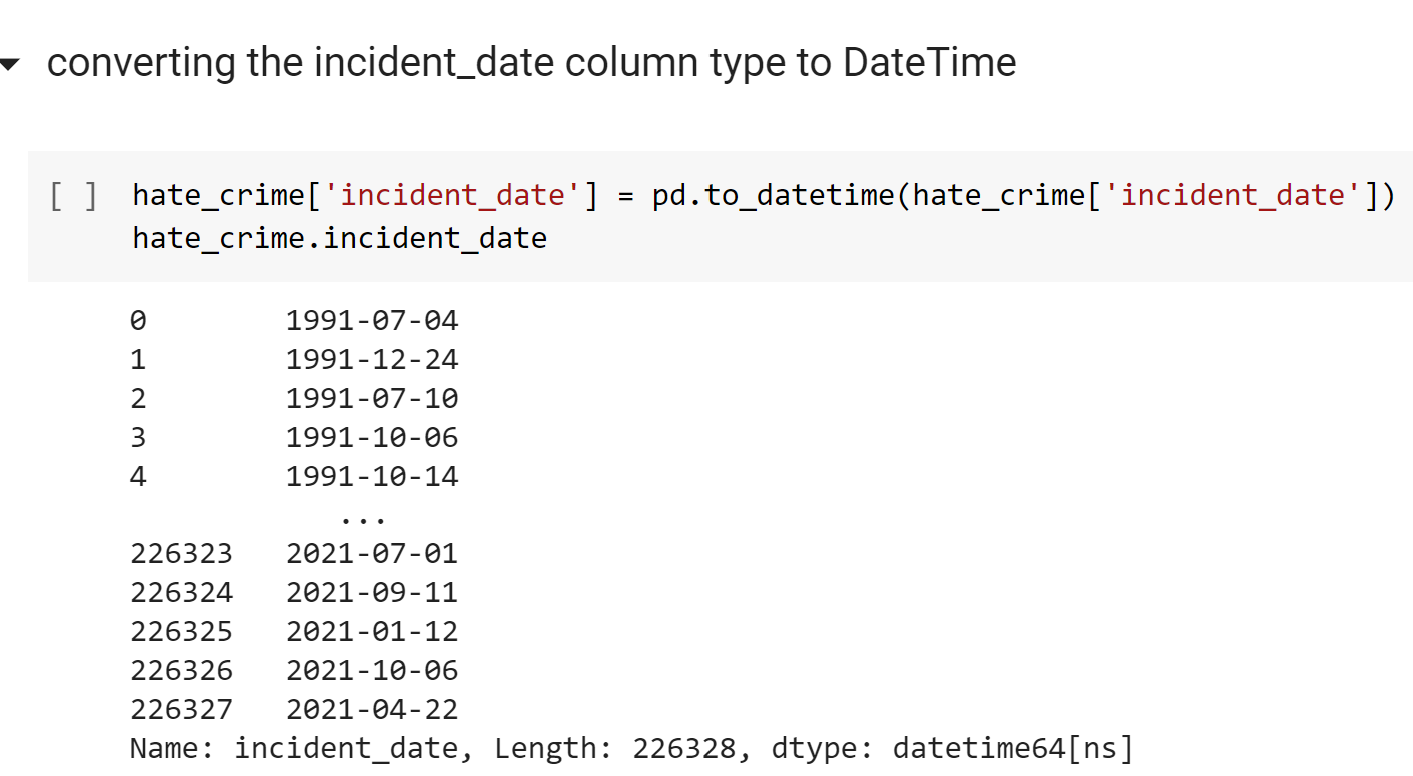 converting the incident_date column type to DateTime
[ ] hate_crime['incident_date'] = pd.to_datetime(hate_crime['incident_date'])
hate_crime.incident_date
0 1991-07-04
1 1991-12-24
2 1991-07-10
3 1991-10-06
4 1991-10-14
...
226323 2021-07-01
226324 2021-09-11
226325 2021-01-12
226326 2021-10-06
226327 2021-04-22
Name: incident_date, Length: 226328, dtype: datetime64[ns]